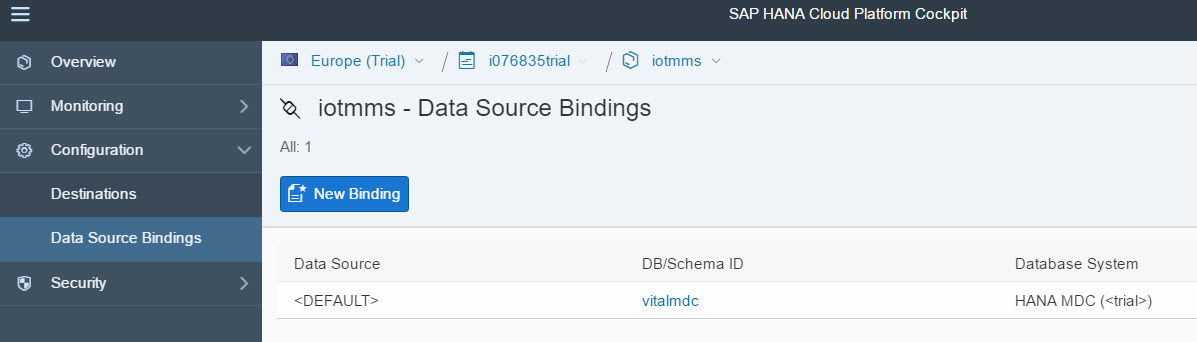 SAP HANA Cloud Platform Cockpit
Overview
Monitoring
Configuration
Destinations
Data Source Bindings
Security
Europe (Trial) / i076835trial / iotmms
iotmms - Data Source Bindings
All: 1
New Binding
Data Source DB/Schema ID Database System
<DEFAULT> vitalmdc HANA MDC (<trial>)